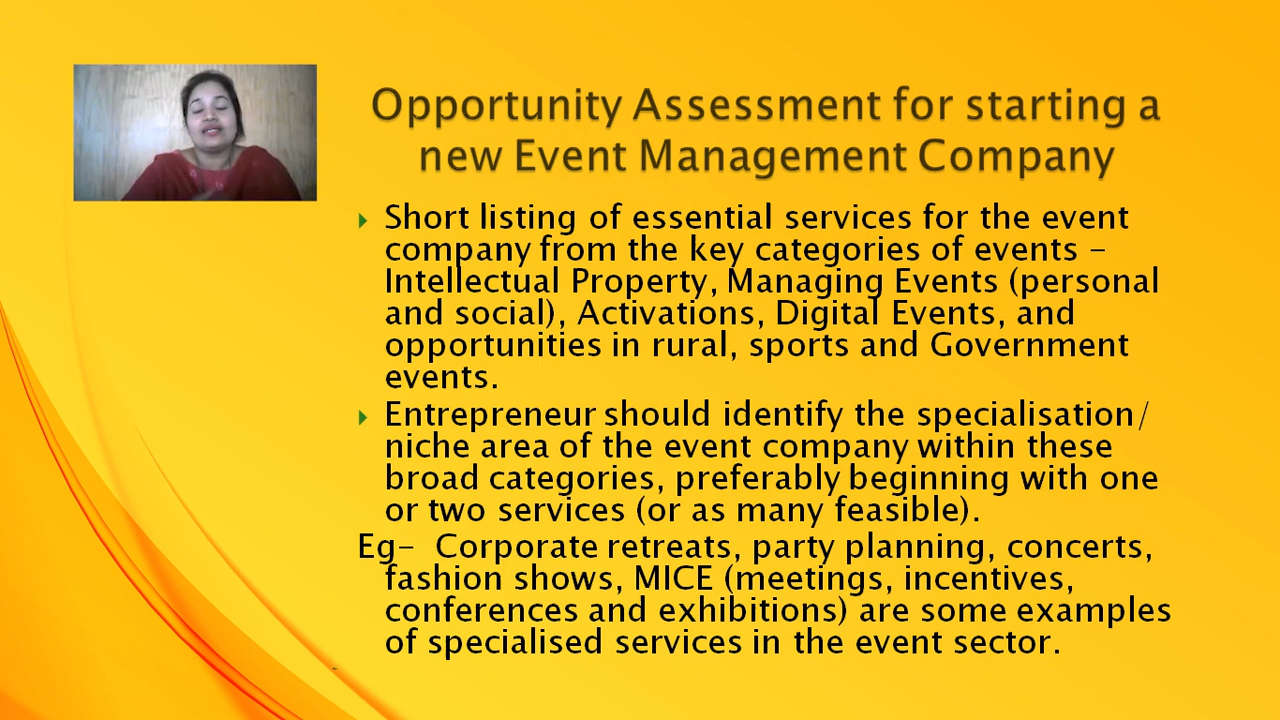 Opportunity Assessment for starting a
new Event Management Company
Short listing of essential services for the event
company from the key categories of events -
Intellectual Property, Managing Events (personal
and social), Activations, Digital Events, and
opportunities in rural, sports and Government
events.
Entrepreneur should identify the specialisation/
niche area of the event company within these
broad categories, preferably beginning with one
or two services (or as many feasible).
Eg- Corporate retreats, party planning, concerts,
fashion shows, MICE (meetings, incentives,
conferences and exhibitions) are some examples
of specialised services in the event sector.